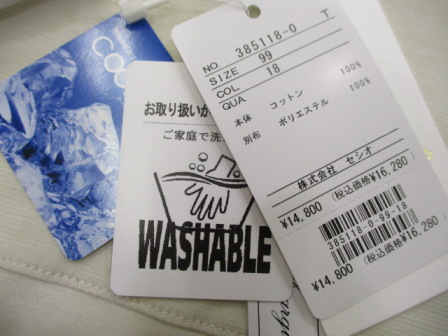 COO
お取り扱いが
ご家庭で洗
WASHABLE
NO. 385118-0 T
SIZE 99
COL 18
QUA
本体 コットン 100%
別布 ポリエステル 100%
株式会社 セシオ
¥14,800 (税込価格¥16,280)
385118-0-99-18
¥14,800 (税込価格¥16,280)